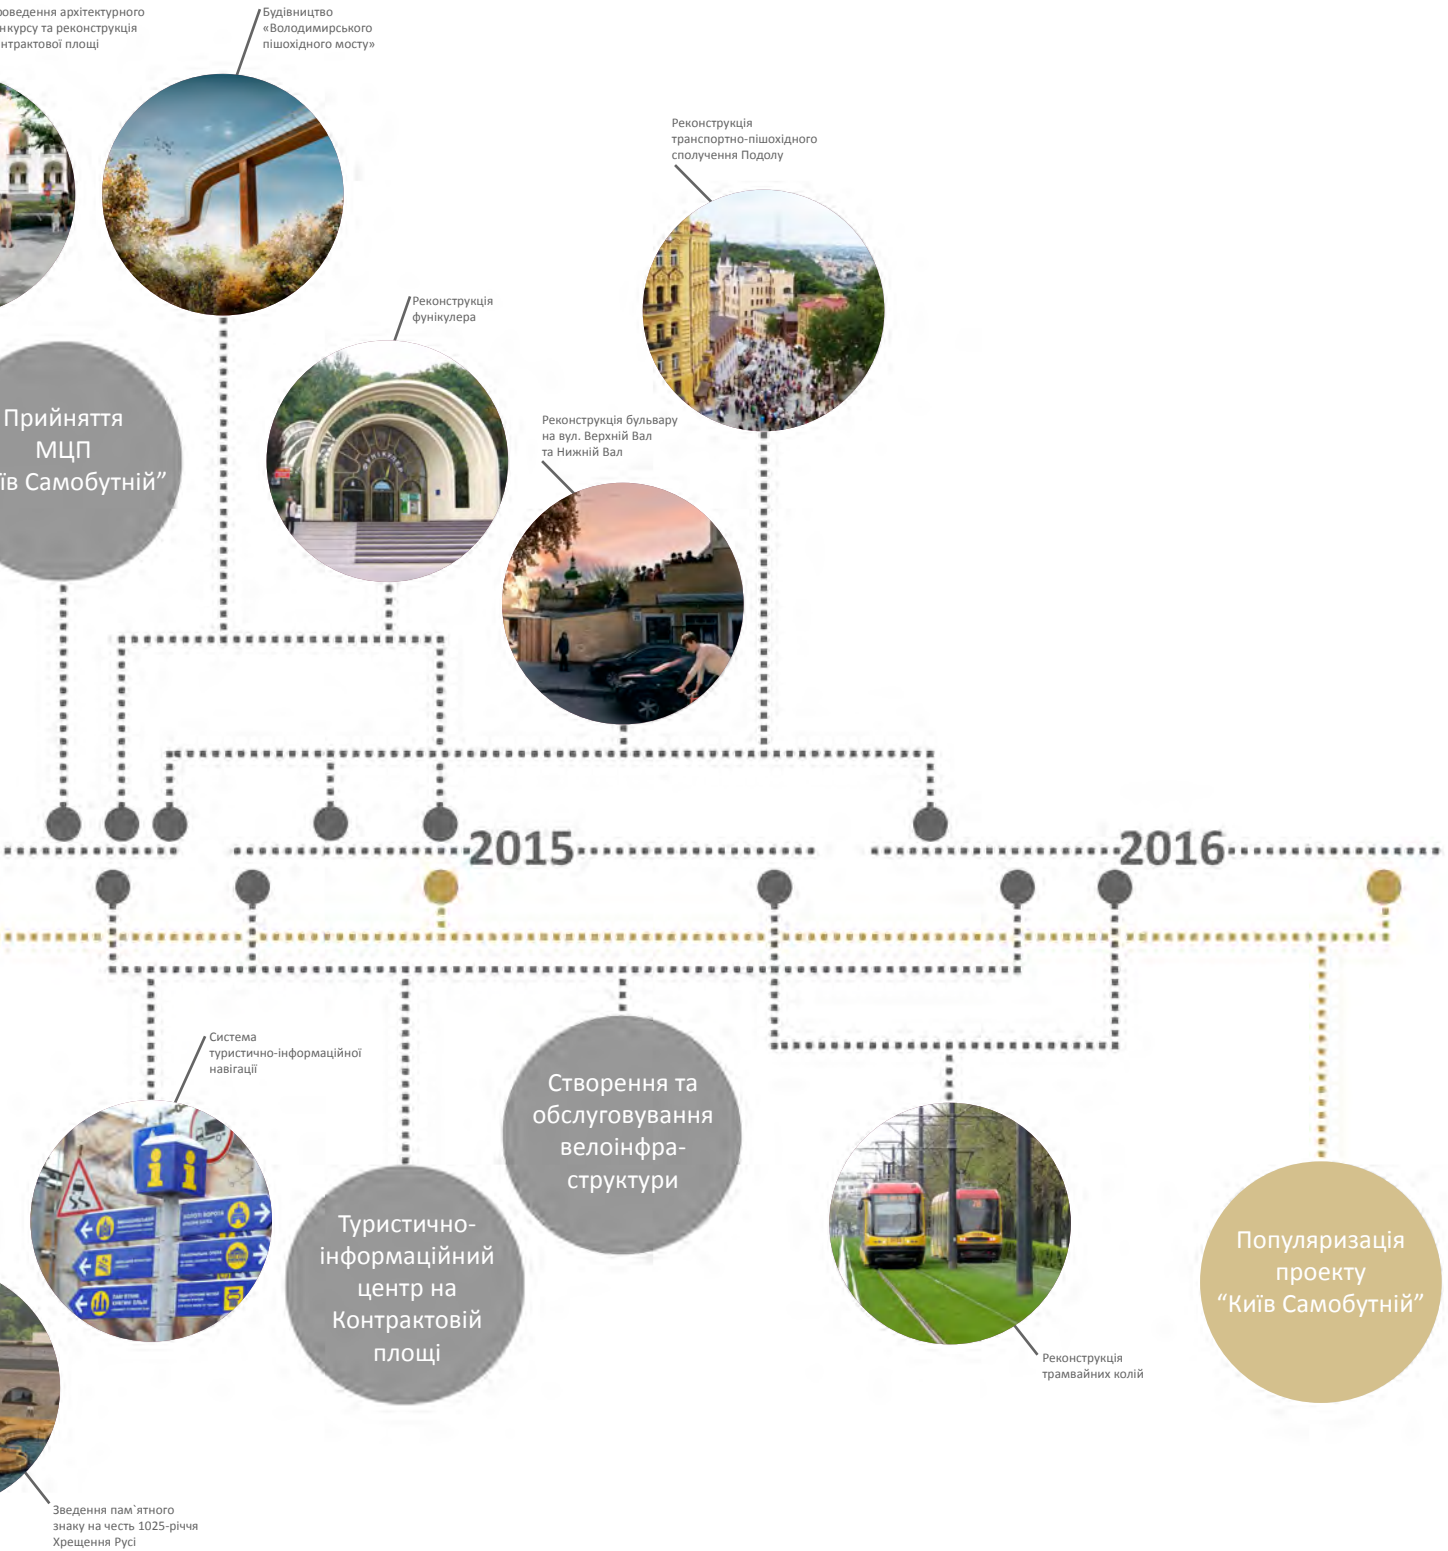 роведення архітектурного
нкурсу та реконструкція
нтрактової площі
Будівництво
«Володимирського
пішохідного мосту»
Реконструкція
транспортно-пішохідного
сполучення Подолу
Реконструкція
фунікулера
Прийняття
МЦП
їв Самобутній”
Реконструкція бульвару
на вул. Верхній Вал
та Нижній Вал
2015
2016
Система
туристично-інформаційної
навігації
Створення та
обслуговування
велоінфра-
структури
Туристично-
інформаційний
центр на
Контрактовій
площі
Популяризація
проекту
“Київ Самобутній”
Реконструкція
трамвайних колій
Зведення пам`ятного
знаку на честь 1025-річчя
Хрещення Русі